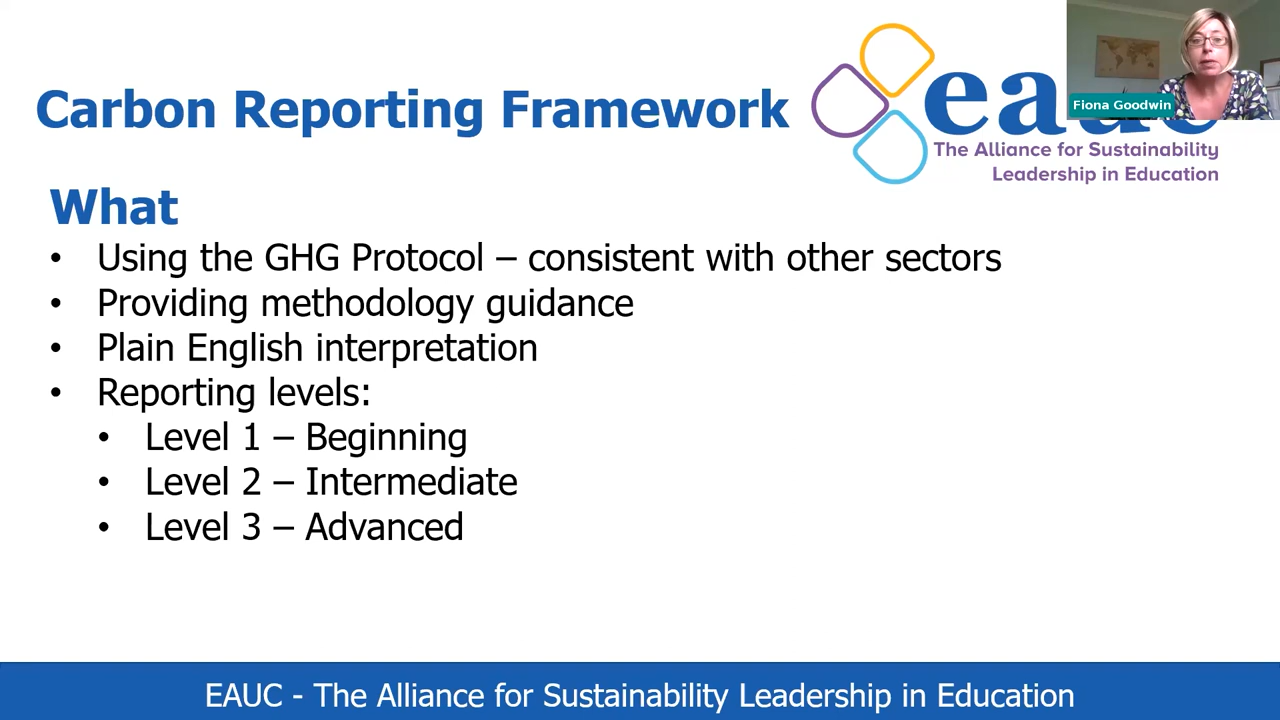 Carbon Reporting Framework
eauc
The Alliance for Sustainability
Leadership in Education
Fiona Goodwin
What
• Using the GHG Protocol – consistent with other sectors
• Providing methodology guidance
• Plain English interpretation
• Reporting levels:
• Level 1 – Beginning
• Level 2 – Intermediate
• Level 3 – Advanced
EAUC - The Alliance for Sustainability Leadership in Education